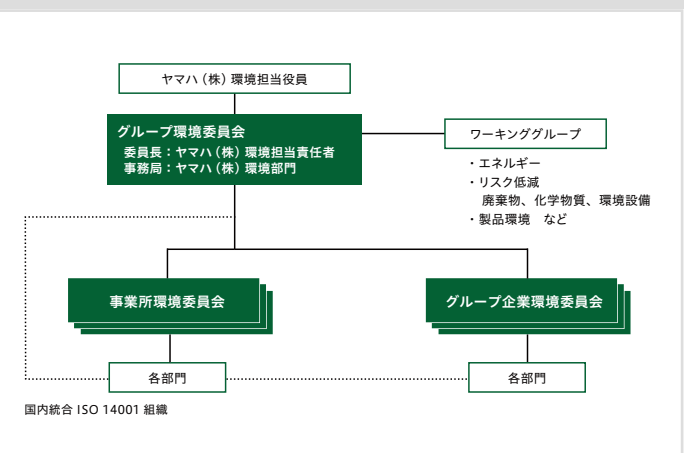 ヤマハ（株）環境担当役員
グループ環境委員会
委員長：ヤマハ（株）環境担当責任者
事務局：ヤマハ（株）環境部門
ワーキンググループ
・エネルギー
・リスク低減
廃棄物、化学物質、環境設備
・製品環境　など
事業所環境委員会
グループ企業環境委員会
各部門
各部門
国内統合 ISO 14001 組織